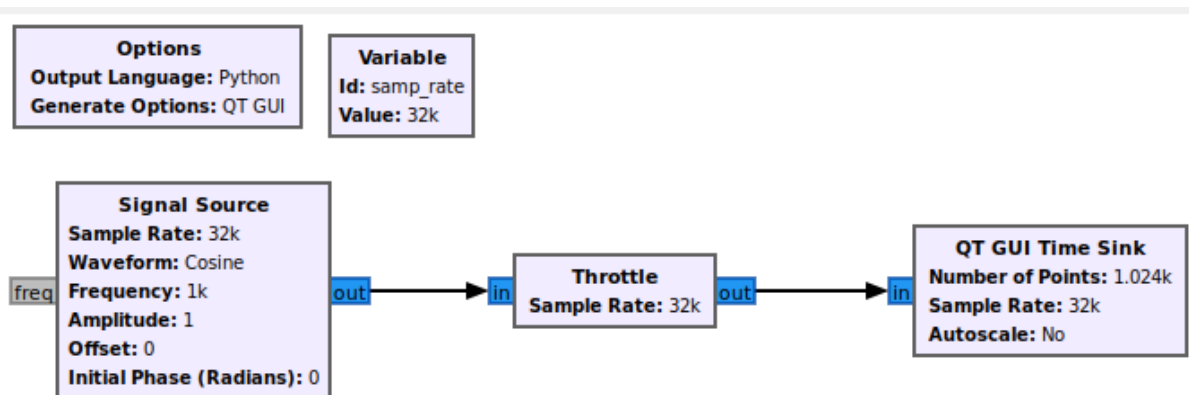 Options
Output Language: Python
Generate Options: QT GUI
Variable
Id: samp_rate
Value: 32k
Signal Source
Sample Rate: 32k
Waveform: Cosine
Frequency: 1k
Amplitude: 1
Offset: 0
Initial Phase (Radians): 0
freq
out
in
Throttle
Sample Rate: 32k
out
in
QT GUI Time Sink
Number of Points: 1.024k
Sample Rate: 32k
Autoscale: No